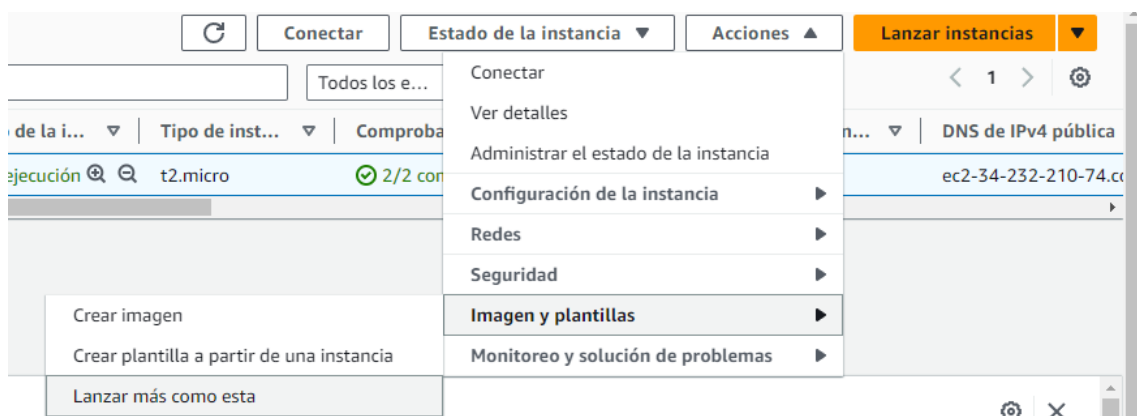 Conectar
Estado de la instancia
Acciones
Lanzar instancias
Todos los e...
1
Conectar
Ver detalles
Administrar el estado de la instancia
Configuración de la instancia
Redes
Seguridad
Imagen y plantillas
Monitoreo y solución de problemas
de la i...
Tipo de inst...
Comproba
n...
DNS de IPv4 pública
ejecución
t2.micro
2/2 con
ec2-34-232-210-74.co
Crear imagen
Crear plantilla a partir de una instancia
Lanzar más como esta